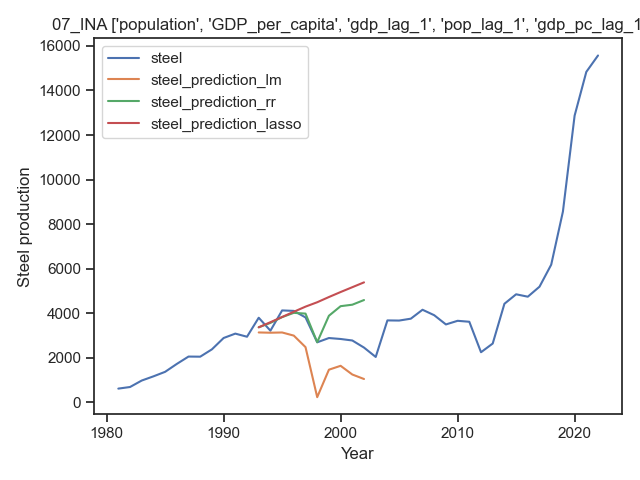 07_INA ['population', 'GDP_per_capita', 'gdp_lag_1', 'pop_lag_1', 'gdp_pc_lag_1
steel
steel_prediction_lm
steel_prediction_rr
steel_prediction_lasso
Steel production
16000
14000
12000
10000
8000
6000
4000
2000
0
1980
1990
2000
2010
2020
Year